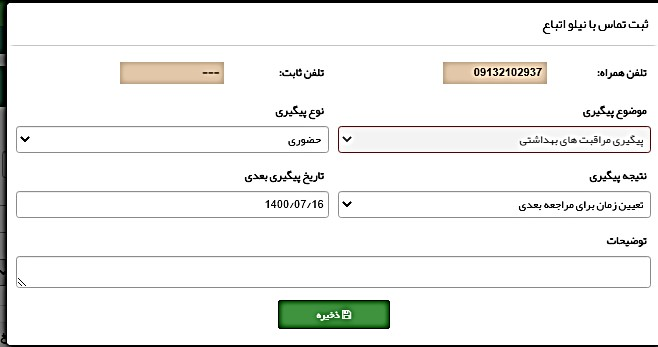 ثبت تماس با نیلو اتباع
تلفن همراه: 09132102937 تلفن ثابت: ---
موضوع پیگیری نوع پیگیری
پیگیری مراقبت های بهداشتی حضوری
نتیجه پیگیری تاریخ پیگیری بعدی
تعیین زمان برای مراجعه بعدی 1400/07/16
توضیحات
ذخیره